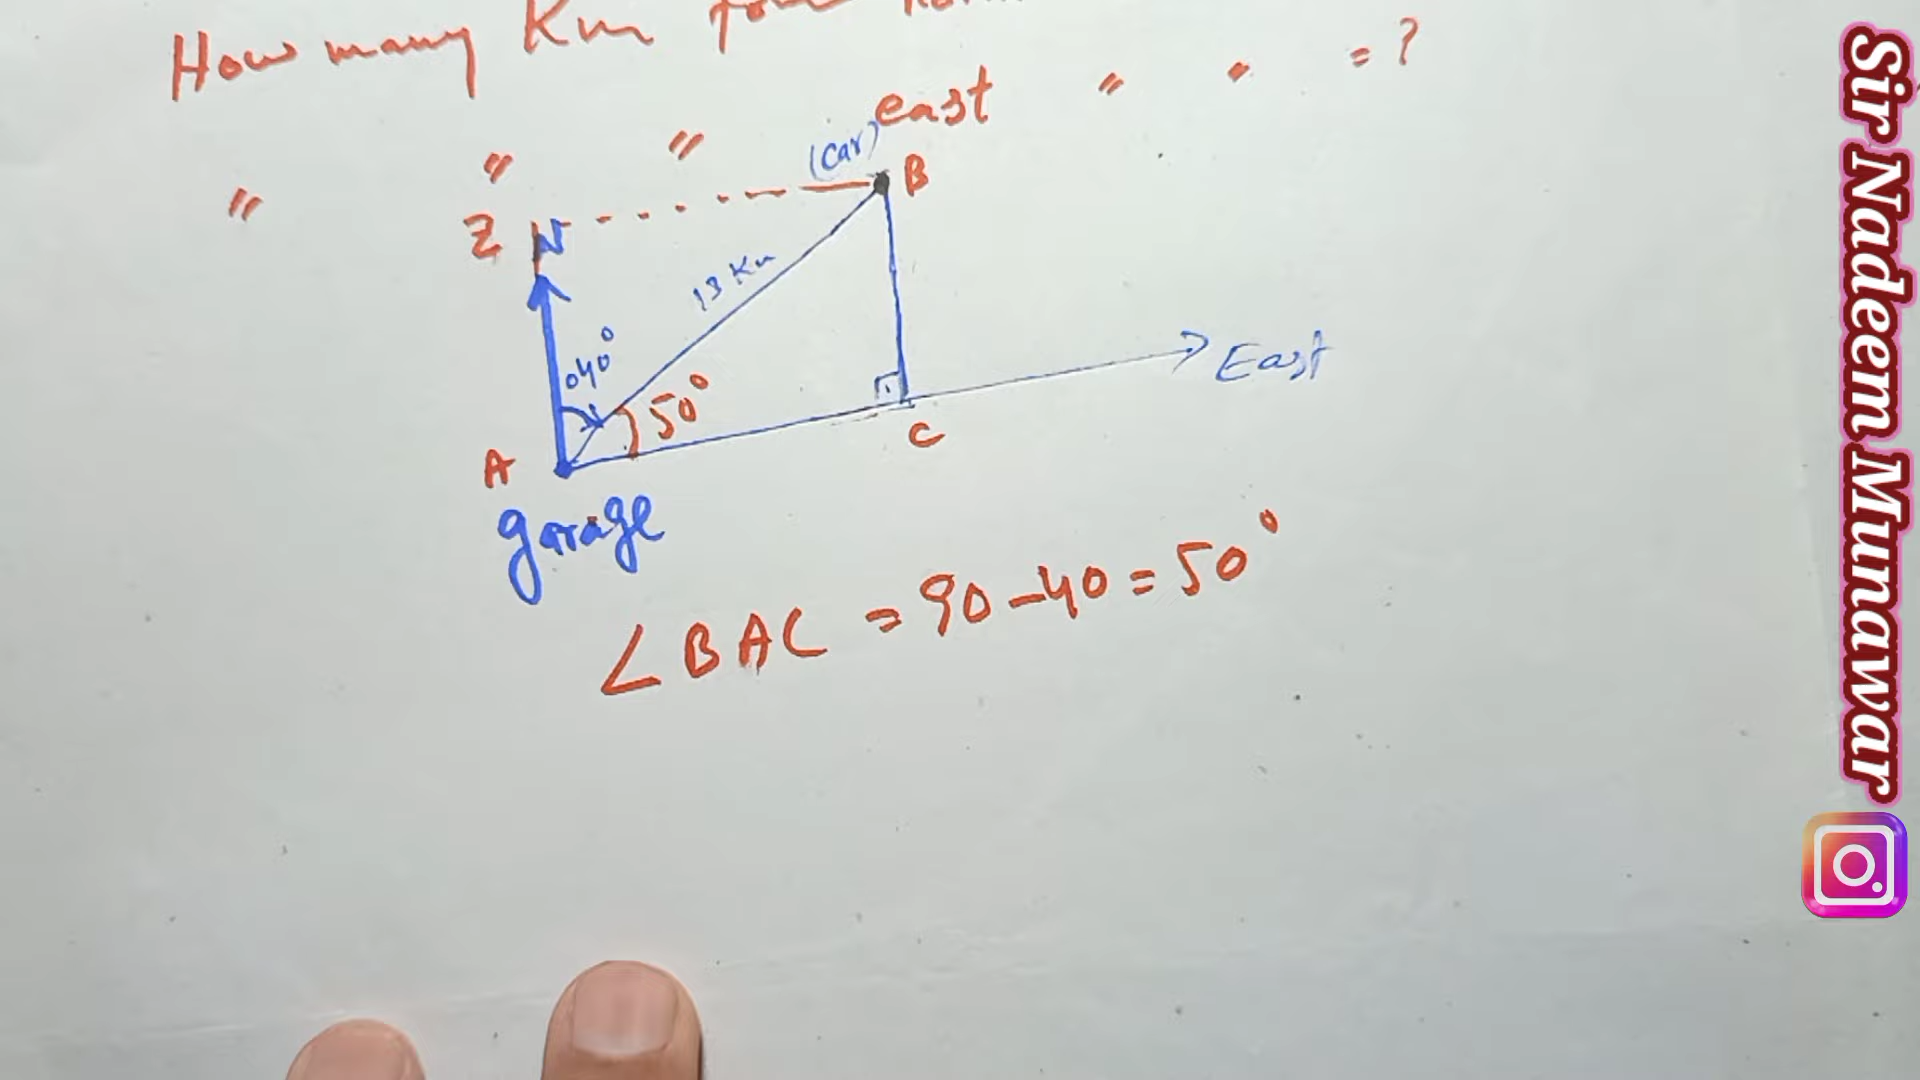 How many Km
" " " east " " = ?
(Car) B
Z N
13 Km
040°
50°
East
A
C
garage
∠BAC = 90-40 = 50°
Sir Nadeem Munawar